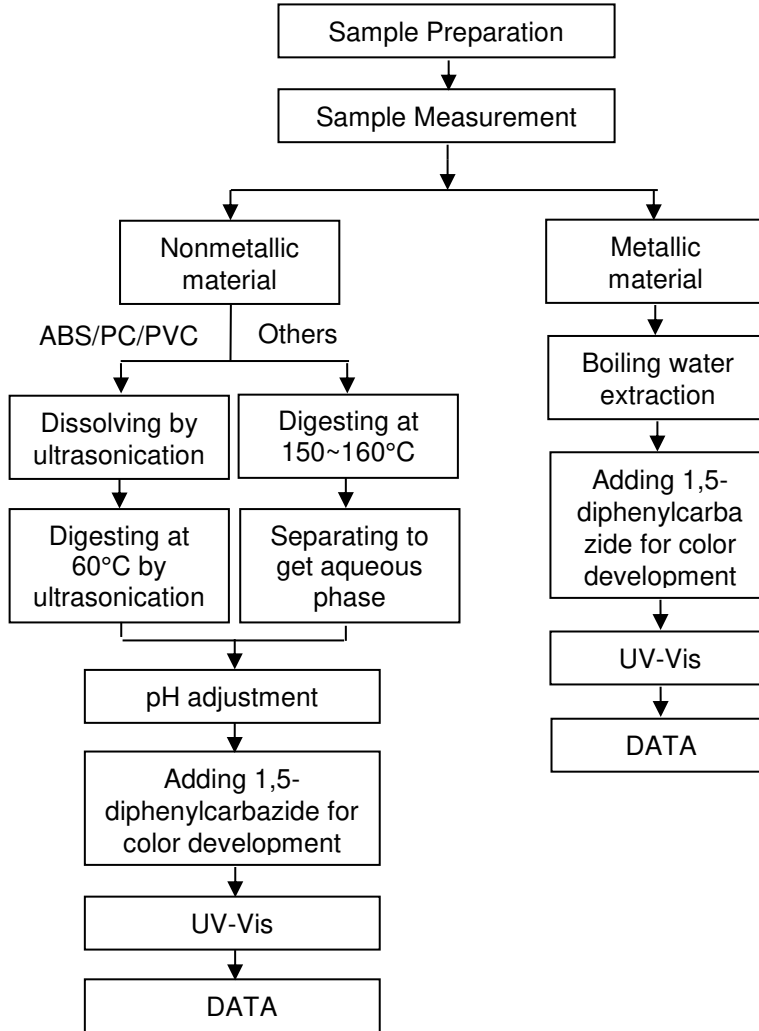 Sample Preparation
Sample Measurement
Nonmetallic
material
ABS/PC/PVC
Others
Dissolving by
ultrasonication
Digesting at
150~160°C
Digesting at
60°C by
ultrasonication
Separating to
get aqueous
phase
pH adjustment
Adding 1,5-
diphenylcarbazide for
color development
UV-Vis
DATA
Metallic
material
Boiling water
extraction
Adding 1,5-
diphenylcarba
zide for color
development
UV-Vis
DATA